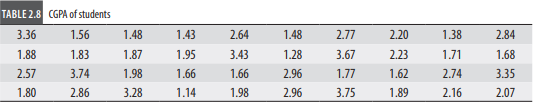 TABLE 2.8 CGPA of students
3.36 1.56 1.48 1.43 2.64 1.48 2.77 2.20 1.38 2.84
1.88 1.83 1.87 1.95 3.43 1.28 3.67 2.23 1.71 1.68
2.57 3.74 1.98 1.66 1.66 2.96 1.77 1.62 2.74 3.35
1.80 2.86 3.28 1.14 1.98 2.96 3.75 1.89 2.16 2.07